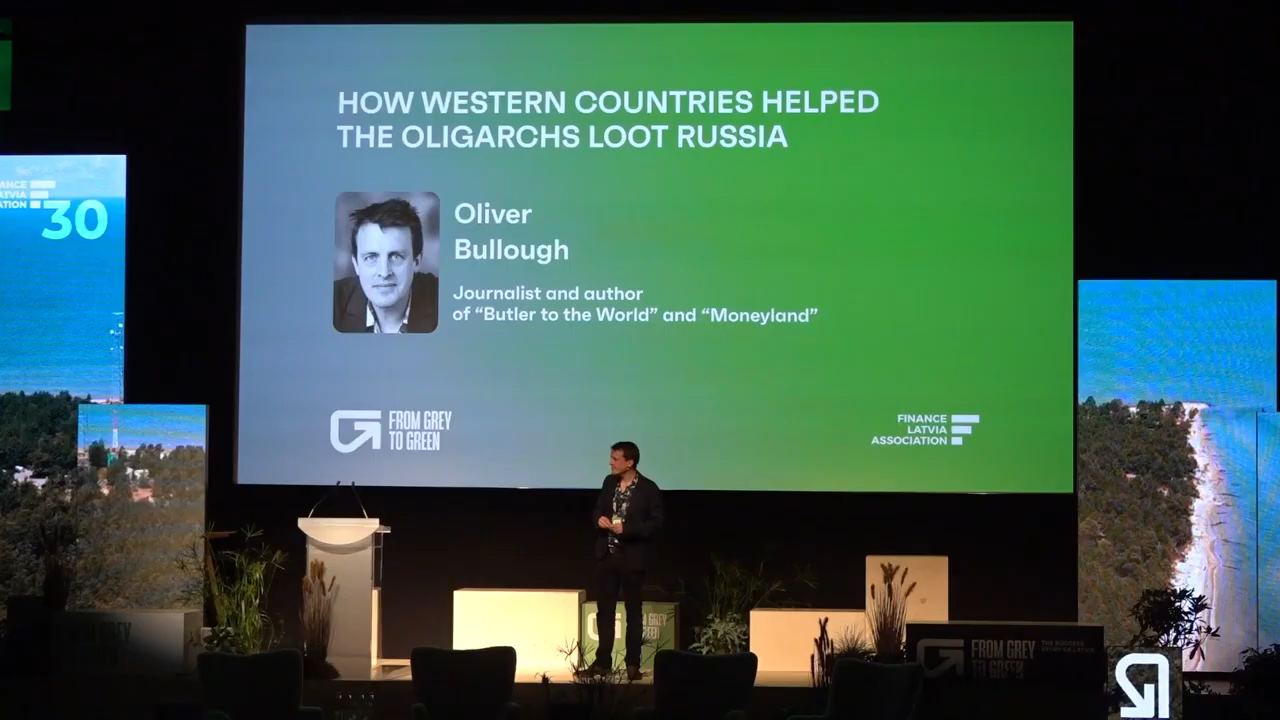 HOW WESTERN COUNTRIES HELPED
THE OLIGARCHS LOOT RUSSIA
Oliver
Bullough
Journalist and author
of “Butler to the World” and “Moneyland”
FROM GREY
TO GREEN
FINANCE
LATVIA
ASSOCIATION
30
FROM GREY
TO GREEN